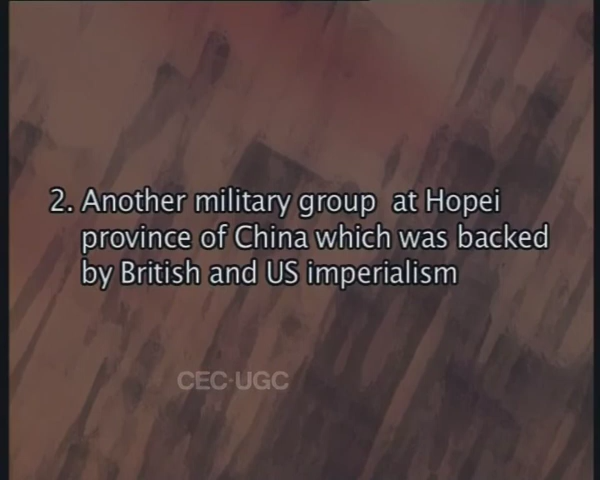 2. Another military group at Hopei
province of China which was backed
by British and US imperialism
CEC-UGC